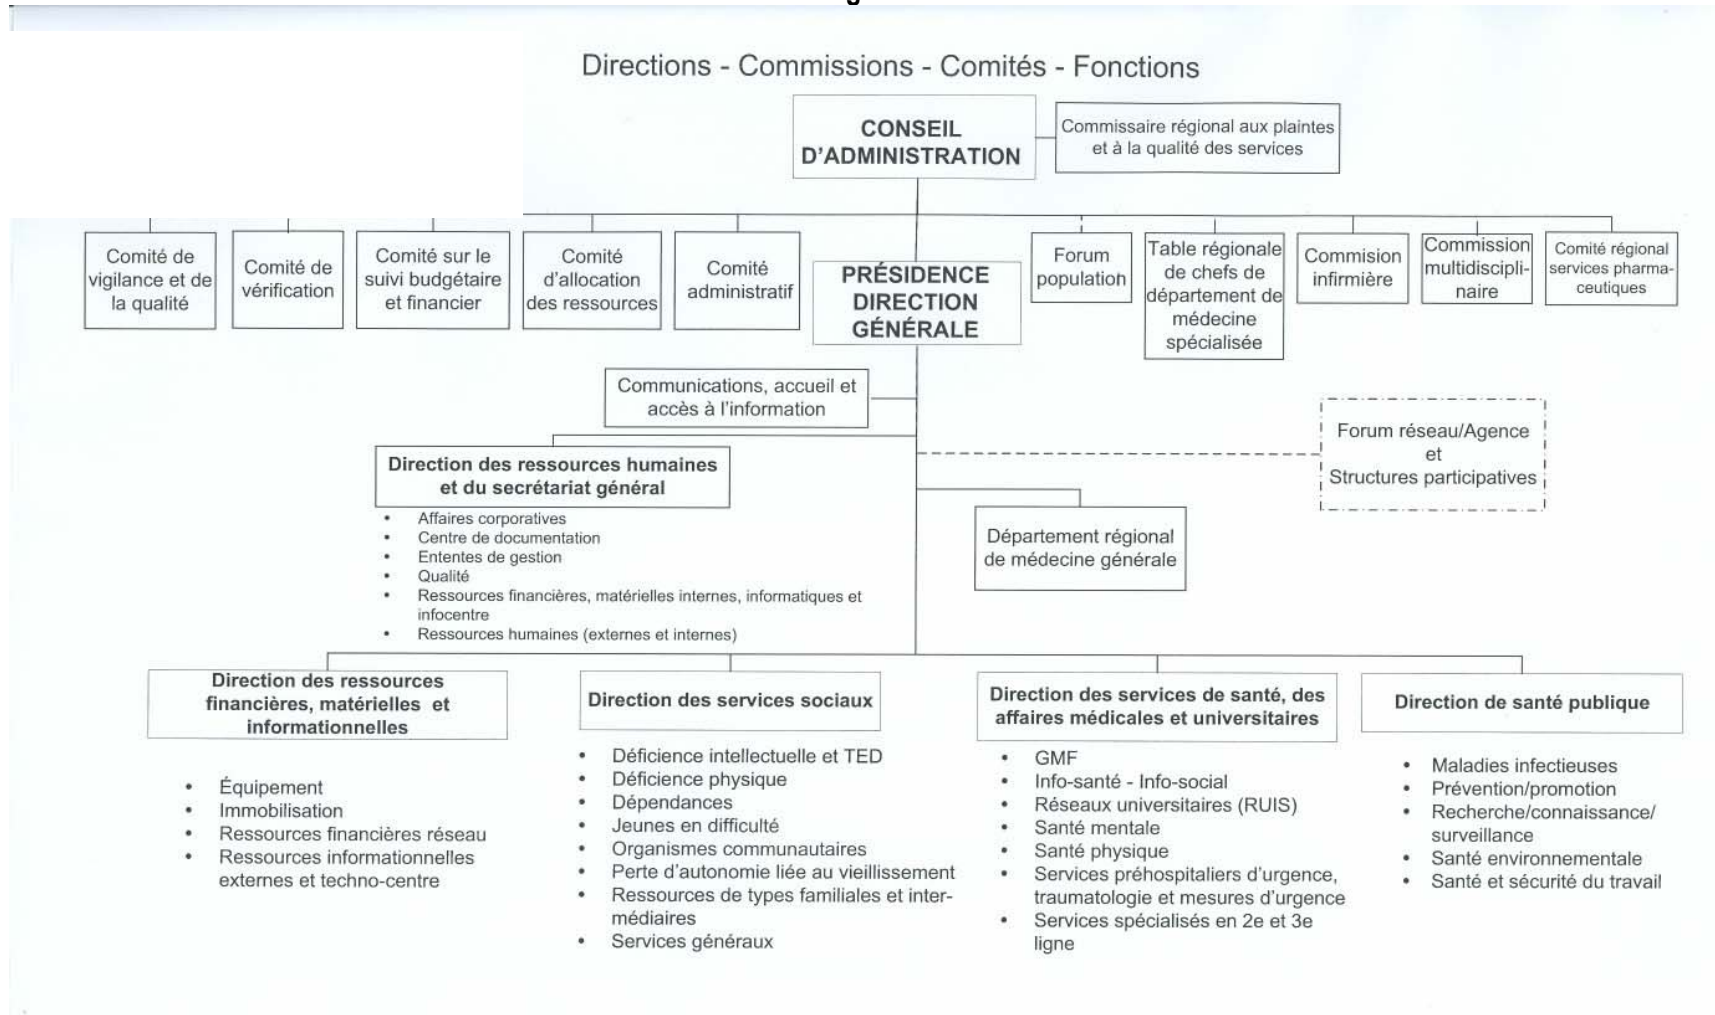 Directions - Commissions - Comités - Fonctions
CONSEIL
D'ADMINISTRATION
Commissaire régional aux plaintes
et à la qualité des services
Comité de
vigilance et de
la qualité
Comité de
vérification
Comité sur le
suivi budgétaire
et financier
Comité
d'allocation
des ressources
Comité
administratif
PRÉSIDENCE
DIRECTION
GÉNÉRALE
Forum
population
Table régionale
de chefs de
département de
médecine
spécialisée
Commision
infirmière
Commission
multidiscipli-
naire
Comité régional
services pharma-
ceutiques
Communications, accueil et
accès à l'information
Forum réseau/Agence
et
Structures participatives
Direction des ressources humaines
et du secrétariat général
• Affaires corporatives
• Centre de documentation
• Ententes de gestion
• Qualité
• Ressources financières, matérielles internes, informatiques et
infocentre
• Ressources humaines (externes et internes)
Département régional
de médecine générale
Direction des ressources
financières, matérielles et
informationnelles
• Équipement
• Immobilisation
• Ressources financières réseau
• Ressources informationnelles
externes et techno-centre
Direction des services sociaux
• Déficience intellectuelle et TED
• Déficience physique
• Dépendances
• Jeunes en difficulté
• Organismes communautaires
• Perte d'autonomie liée au vieillissement
• Ressources de types familiales et inter-
médiaires
• Services généraux
Direction des services de santé, des
affaires médicales et universitaires
• GMF
• Info-santé - Info-social
• Réseaux universitaires (RUIS)
• Santé mentale
• Santé physique
• Services préhospitaliers d'urgence,
traumatologie et mesures d'urgence
• Services spécialisés en 2e et 3e
ligne
Direction de santé publique
• Maladies infectieuses
• Prévention/promotion
• Recherche/connaissance/
surveillance
• Santé environnementale
• Santé et sécurité du travail